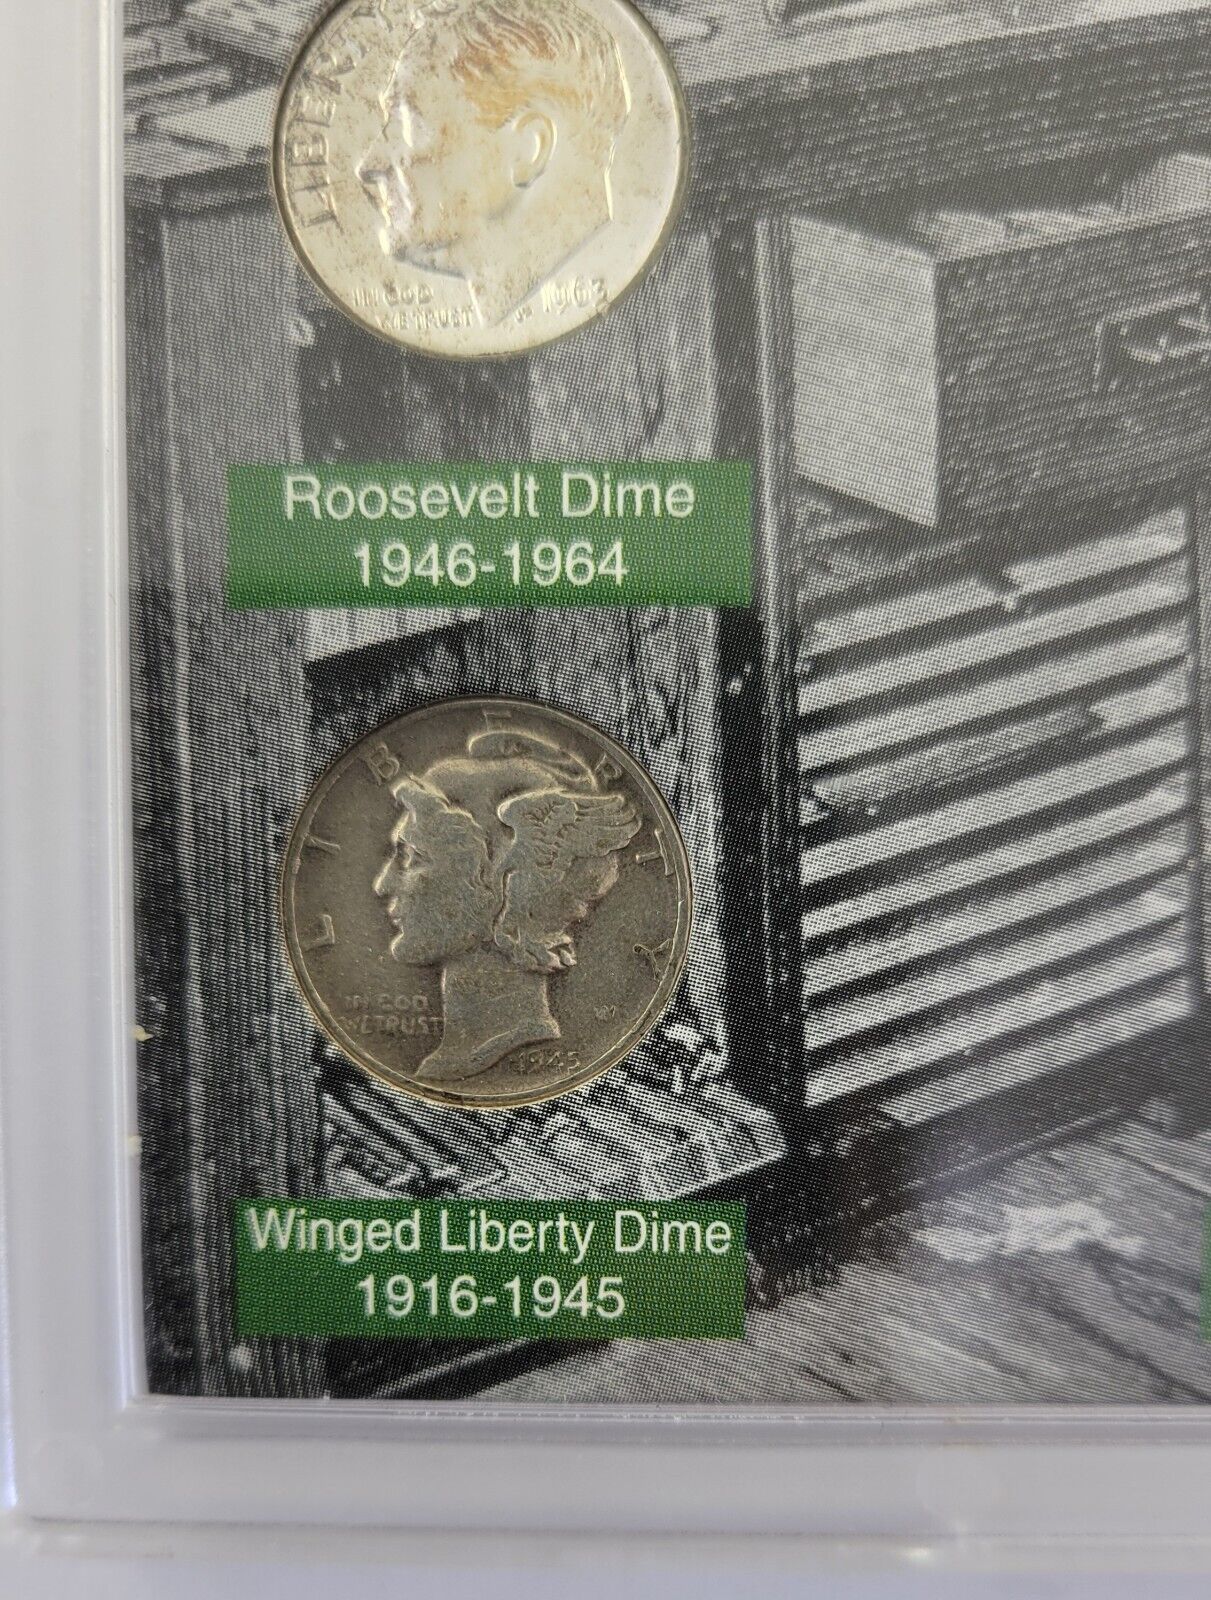 LIBERTY
IN GOD
WE TRUST
JS 1963
Roosevelt Dime
1946-1964
LIBERTY
IN GOD
WE TRUST
1945
Winged Liberty Dime
1916-1945